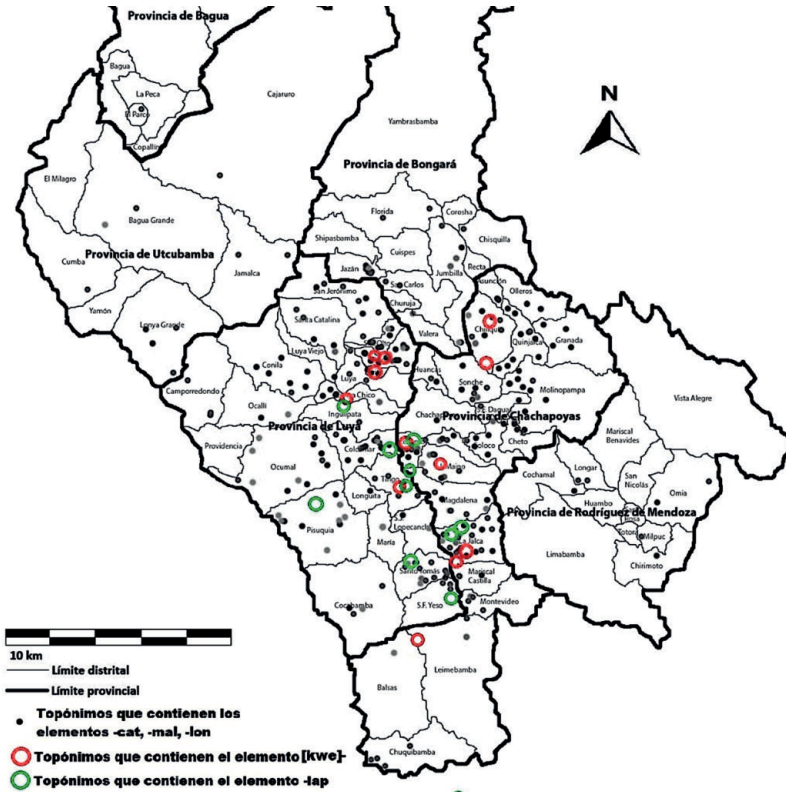 Provincia de Bagua
Bagua
La Peca
El Parco
Copallín
Cajaruro
N
Yambrasbamba
Provincia de Bongará
El Milagro
Bagua Grande
Florida
Corosha
Shipasbamba
Cuispes
Chisquilla
Provincia de Utcubamba
Cumba
Jamalca
Jazán
Jumbilla
Recta
Asunción
San Carlos
Olleros
San Jerónimo
Yamón
Churuja
Santa Catalina
Lonya Grande
Valera
Quinjalca
Granada
Luya Viejo
Conila
Luya
Huancas
Sonche
Camporredondo
Molinopampa
Vista Alegre
Ocalli
Inguilpata
Provincia de Chachapoyas
Provincia de Luya
Providencia
Cheto
Mariscal
Benavides
Ocumal
Cochamal
Longar
San
Nicolás
Omia
Longuita
Magdalena
Huambo
Provincia de Rodríguez de Mendoza
Pisuquia
María
La Jalca
Milpuc
Limabamba
Chirimoto
Santo Tomás
Mariscal
Castilla
Cocabamba
S.F. Yeso
Montevideo
10 km
Balsas
Leimebamba
Límite distrital
Límite provincial
Topónimos que contienen los
elementos -cat, -mal, -lon
Chuquibamba
Topónimos que contienen el elemento [kwe]-
Topónimos que contienen el elemento -lap